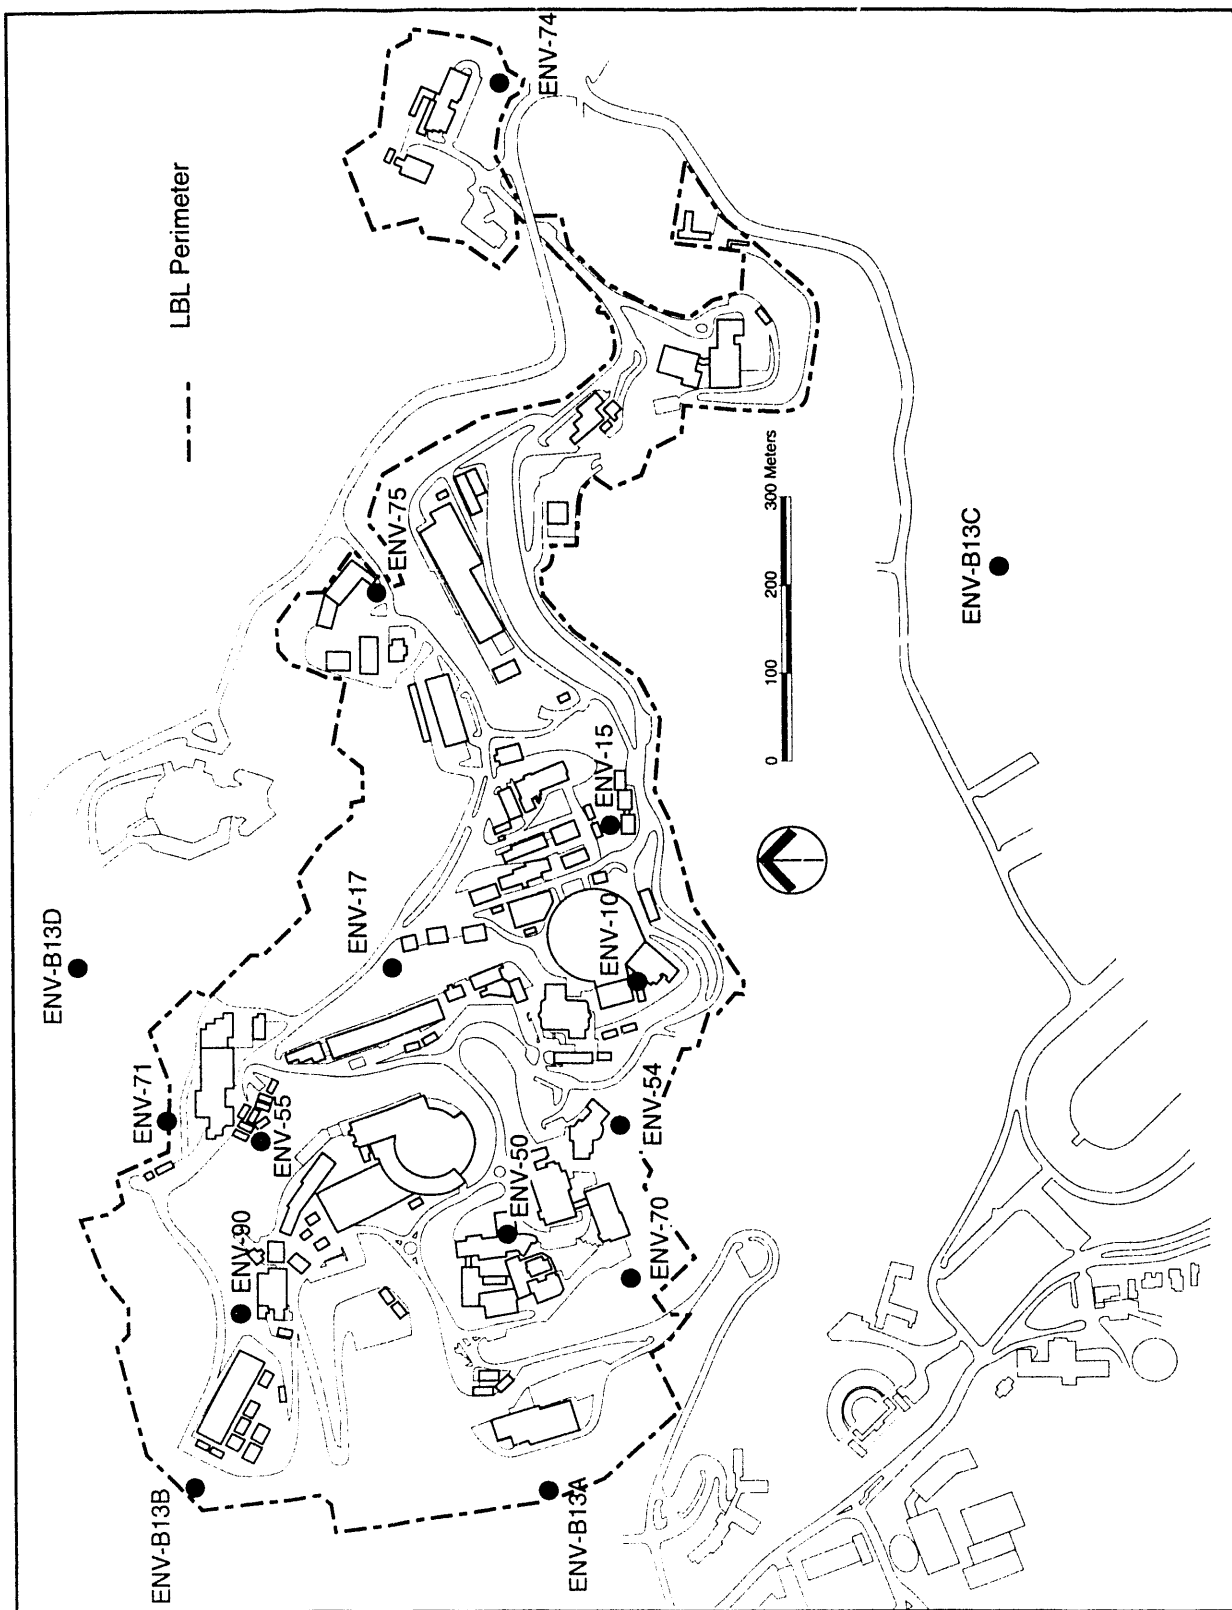 ENV-74
LBL Perimeter
ENV-75
ENV-B13C
0 100 200 300 Meters
ENV-15
ENV-17
ENV-B13D
ENV-10
ENV-71
ENV-55
ENV-54
ENV-50
ENV-90
ENV-70
ENV-B13B
ENV-B13A